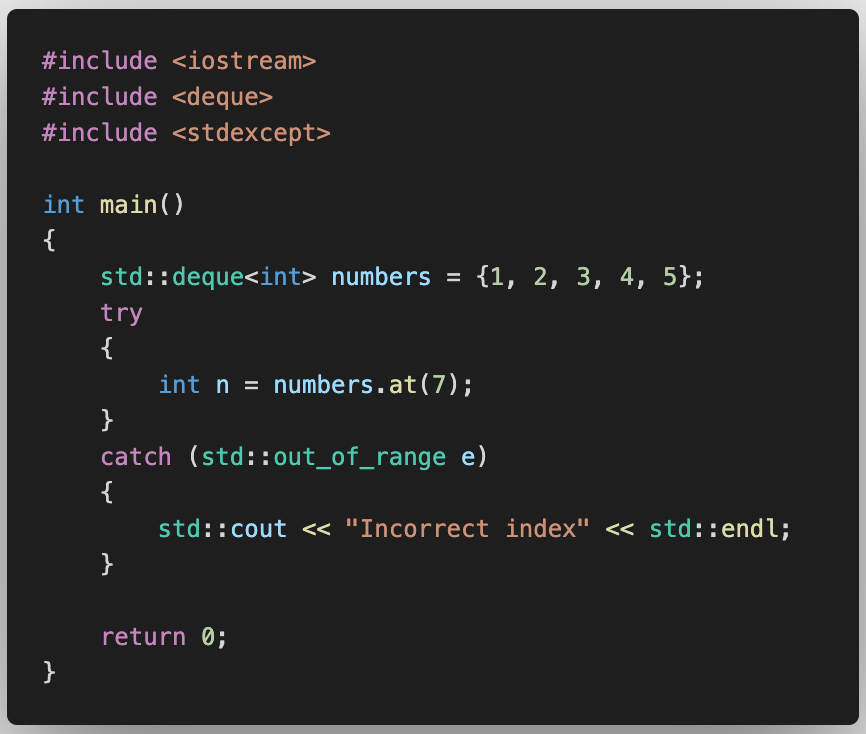 #include <iostream>
#include <deque>
#include <stdexcept>
int main()
{
    std::deque<int> numbers = {1, 2, 3, 4, 5};
    try
    {
        int n = numbers.at(7);
    }
    catch (std::out_of_range e)
    {
        std::cout << "Incorrect index" << std::endl;
    }
    return 0;
}